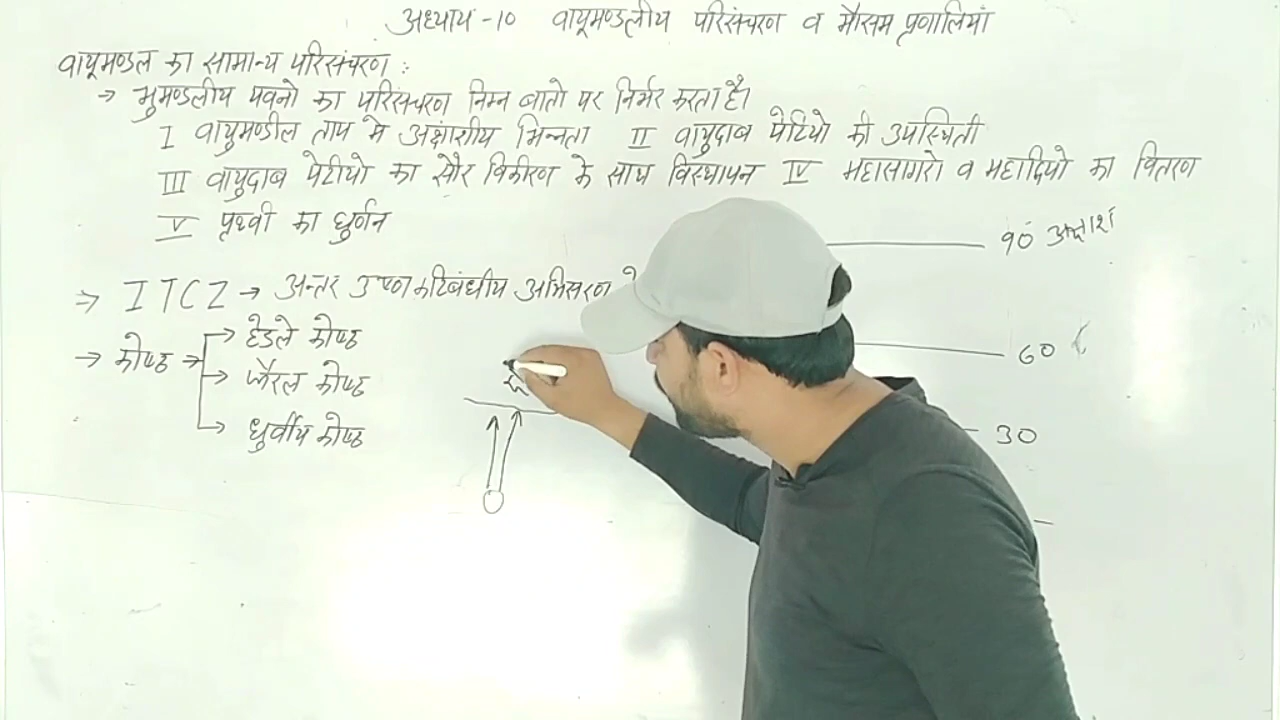 अध्याय -10 वायूमण्डलीय परिसंचरण व मौसम प्रणालियां
वायूमण्डल का सामान्य परिसंचरण :
→ भुमण्डलीय पवनो का परिसंचरण निम्न बातो पर निर्भर करता है।
I वायुमण्डील ताप मे अक्षाशीय भिन्नता II वायुदाब पेटियो की उपस्थिती
III वायुदाब पेटीयो का सौर विकीरण के साथ विस्थापन IV महासागरो व महाद्वियो का वितरण
V पृथ्वी का घुर्णन
90 अक्षाशं
⇒ ITCZ → अन्तर उष्ण कटिबंधीय अभिसरण
→ कोष्ठ → हेडले कोष्ठ
→ फैरल कोष्ठ
→ ध्रुर्वीय कोष्ठ
60
30